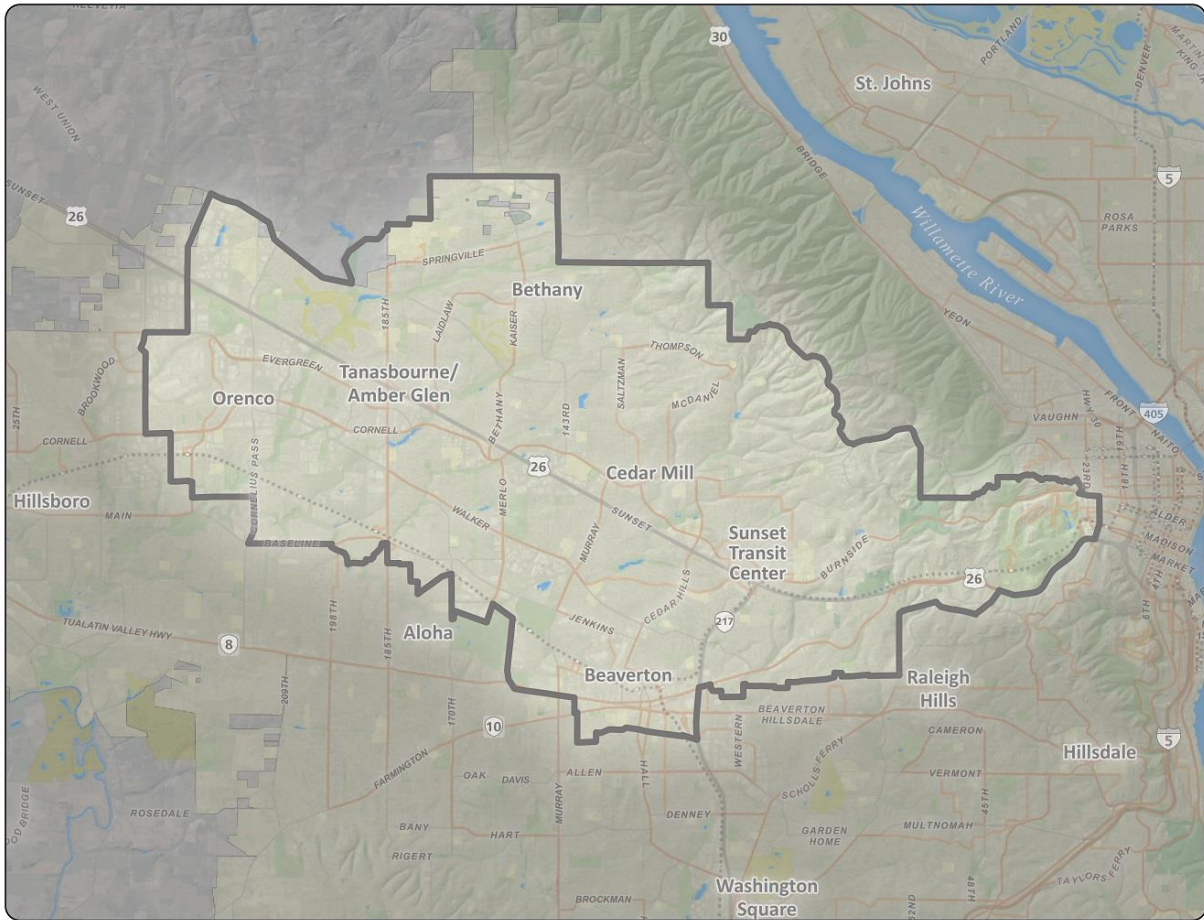 HELVETIA
30
PORTLAND
DENVER
MARTIN
KING
St. Johns
WEST UNION
BRIDGE
5
SUNSET
26
ROSA
PARKS
Willamette River
SPRINGVILLE
Bethany
185TH
LAIDLAW
KAISER
YEON
THOMPSON
EVERGREEN
Tanasbourne/
Amber Glen
SALTZMAN
MCDANIEL
BROOKWOOD
Orenco
25TH
HWY 30
FRONT
405
VAUGHN
19TH
NAITO
CORNELL
CORNELL
BETHANY
143RD
CORNELIUS PASS
26
Cedar Mill
23RD
18TH
Hillsboro
MERLO
MAIN
WALKER
SUNSET
ALDER
MURRAY
Sunset
Transit
Center
BURNSIDE
MADISON
MARKET
BASELINE
26
4TH
CEDAR HILLS
198TH
217
6TH
JENKINS
TUALATIN VALLEY HWY
8
185TH
Aloha
Beaverton
Raleigh
Hills
209TH
170TH
10
BEAVERTON
HILLSDALE
WESTERN
CAMERON
5
Hillsdale
FARMINGTON
OAK
DAVIS
ALLEN
HALL
SCHOLLS FERRY
VERMONT
45TH
MURRAY
ROSEDALE
DENNEY
BANY
HART
GARDEN
HOME
MULTNOMAH
RIGERT
TAYLORS FERRY
48TH
Washington
Square
BROCKMAN